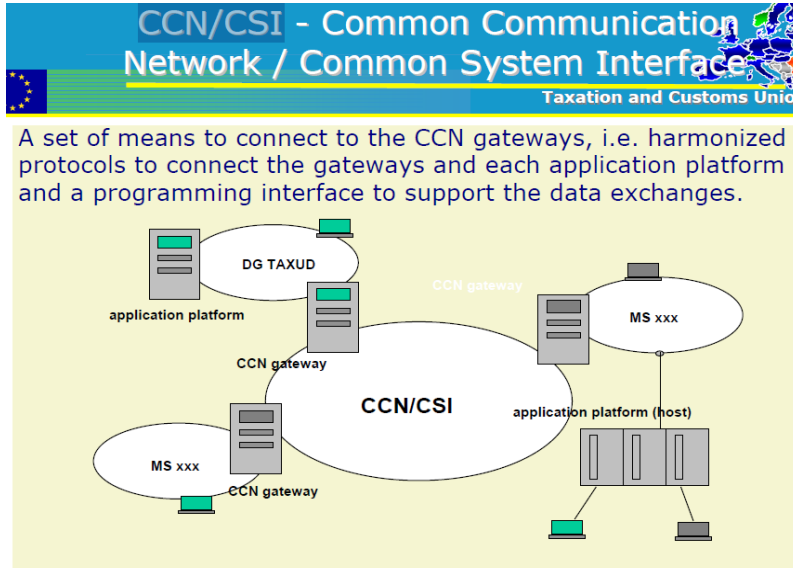 CCN/CSI - Common Communication
Network / Common System Interface
Taxation and Customs Unio
A set of means to connect to the CCN gateways, i.e. harmonized
protocols to connect the gateways and each application platform
and a programming interface to support the data exchanges.
DG TAXUD
CCN gateway
application platform
MS xxx
CCN gateway
CCN/CSI
application platform (host)
MS xxx
CCN gateway